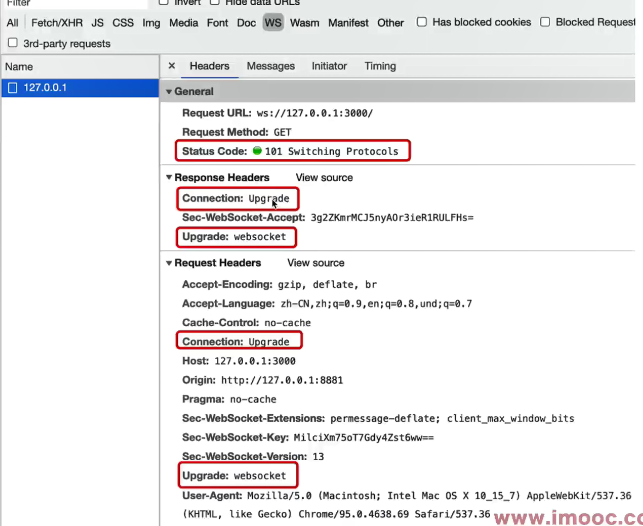 Filter
Invert
Hide data URLs
All Fetch/XHR JS CSS Img Media Font Doc WS Wasm Manifest Other Has blocked cookies Blocked Request
3rd-party requests
Name
× Headers Messages Initiator Timing
127.0.0.1
▼ General
Request URL: ws://127.0.0.1:3000/
Request Method: GET
Status Code: 101 Switching Protocols
▼ Response Headers View source
Connection: Upgrade
Sec-WebSocket-Accept: 3g2ZKmrMCJ5nyAOr3ieR1RULFHs=
Upgrade: websocket
▼ Request Headers View source
Accept-Encoding: gzip, deflate, br
Accept-Language: zh-CN,zh;q=0.9,en;q=0.8,und;q=0.7
Cache-Control: no-cache
Connection: Upgrade
Host: 127.0.0.1:3000
Origin: http://127.0.0.1:8881
Pragma: no-cache
Sec-WebSocket-Extensions: permessage-deflate; client_max_window_bits
Sec-WebSocket-Key: MilciXm75oT7Gdy4Zst6ww==
Sec-WebSocket-Version: 13
Upgrade: websocket
User-Agent: Mozilla/5.0 (Macintosh; Intel Mac OS X 10_15_7) AppleWebKit/537.36
(KHTML, like Gecko) Chrome/95.0.4638.69 Safari/537.36
www.imooc.co